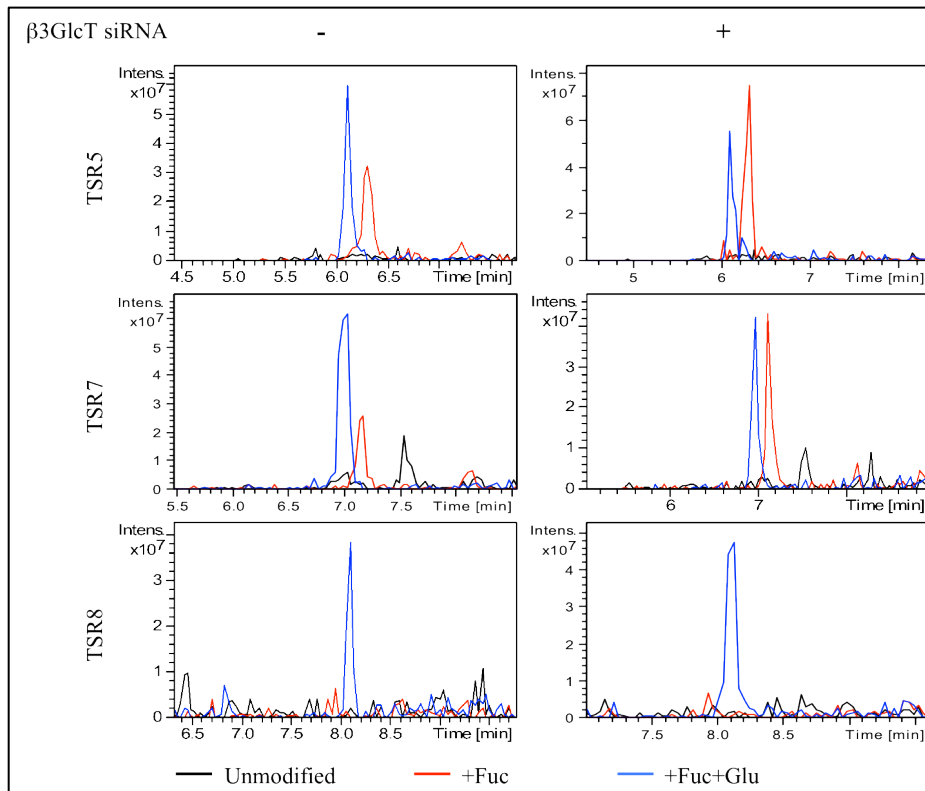 β3GlcT siRNA - +
TSR5
Intens.
x10⁷
5
4
3
2
1
0
4.5 5.0 5.5 6.0 6.5 Time [min]
Intens.
x10⁷
6
4
2
0
5 6 7 Time [min]
TSR7
Intens.
x10⁷
5
4
3
2
1
0
5.5 6.0 6.5 7.0 7.5 Time [min]
Intens.
x10⁷
3
2
1
0
6 7 Time [min]
TSR8
Intens.
x10⁷
3
2
1
0
6.5 7.0 7.5 8.0 8.5 Time [min]
Intens.
x10⁷
4
3
2
1
0
7.5 8.0 8.5 Time [min]
Unmodified +Fuc +Fuc+Glu